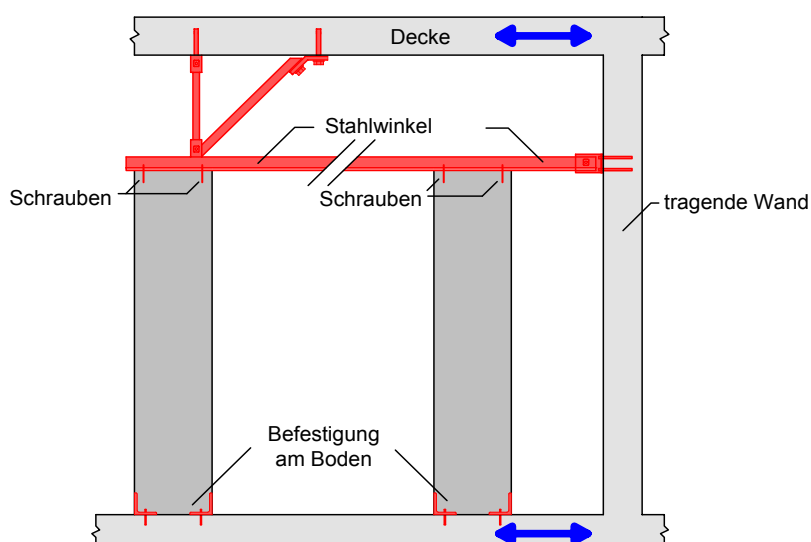 Decke
Stahlwinkel
Schrauben
Schrauben
tragende Wand
Befestigung
am Boden